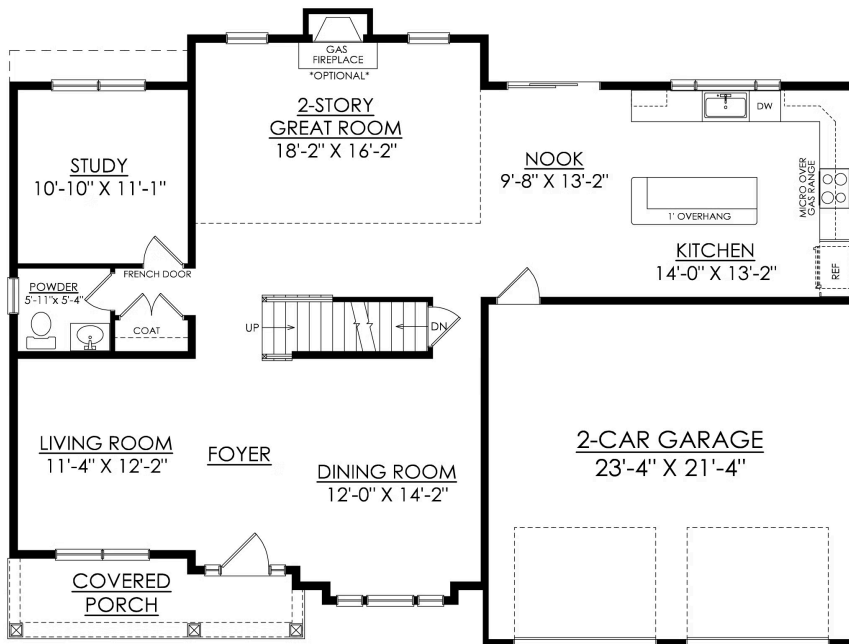 GAS
FIREPLACE
*OPTIONAL*
2-STORY
GREAT ROOM
18'-2" X 16'-2"
STUDY
10'-10" X 11'-1"
NOOK
9'-8" X 13'-2"
DW
MICRO OVER
GAS RANGE
1' OVERHANG
KITCHEN
14'-0" X 13'-2"
REF
FRENCH DOOR
POWDER
5'-11"x 5'-4"
COAT
UP
DN
LIVING ROOM
11'-4" X 12'-2"
FOYER
DINING ROOM
12'-0" X 14'-2"
2-CAR GARAGE
23'-4" X 21'-4"
COVERED
PORCH